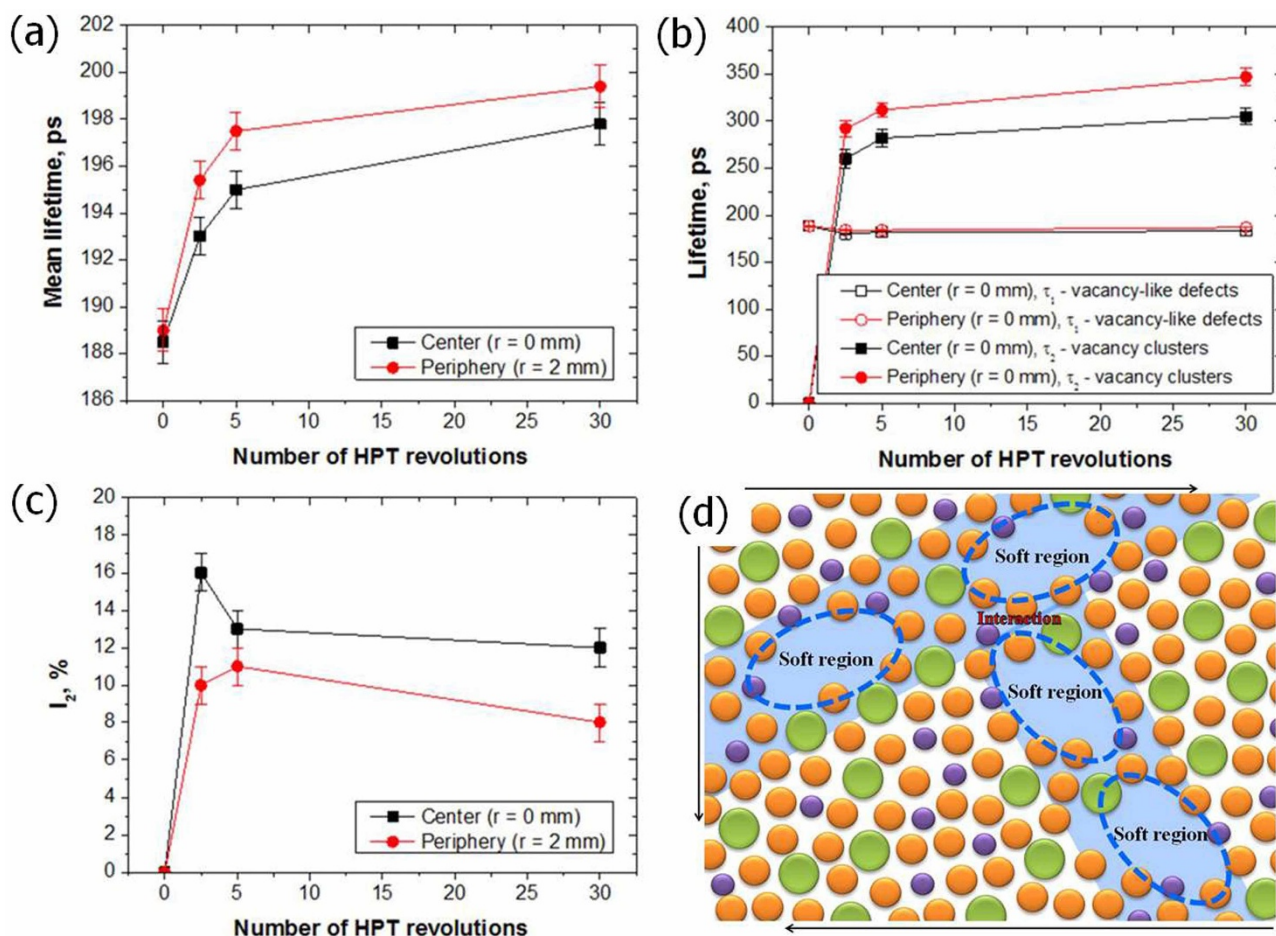 (a)
202
200
198
196
194
192
190
188
186
Mean lifetime, ps
0 5 10 15 20 25 30
Number of HPT revolutions
Center (r = 0 mm)
Periphery (r = 2 mm)
(b)
400
350
300
250
200
150
100
50
0
Lifetime, ps
0 5 10 15 20 25 30
Number of HPT revolutions
Center (r = 0 mm), τ1 - vacancy-like defects
Periphery (r = 0 mm), τ1 - vacancy-like defects
Center (r = 0 mm), τ2 - vacancy clusters
Periphery (r = 0 mm), τ2 - vacancy clusters
(c)
20
18
16
14
12
10
8
6
4
2
0
I2, %
0 5 10 15 20 25 30
Number of HPT revolutions
Center (r = 0 mm)
Periphery (r = 2 mm)
(d)
Soft region
Interaction
Soft region
Soft region
Soft region